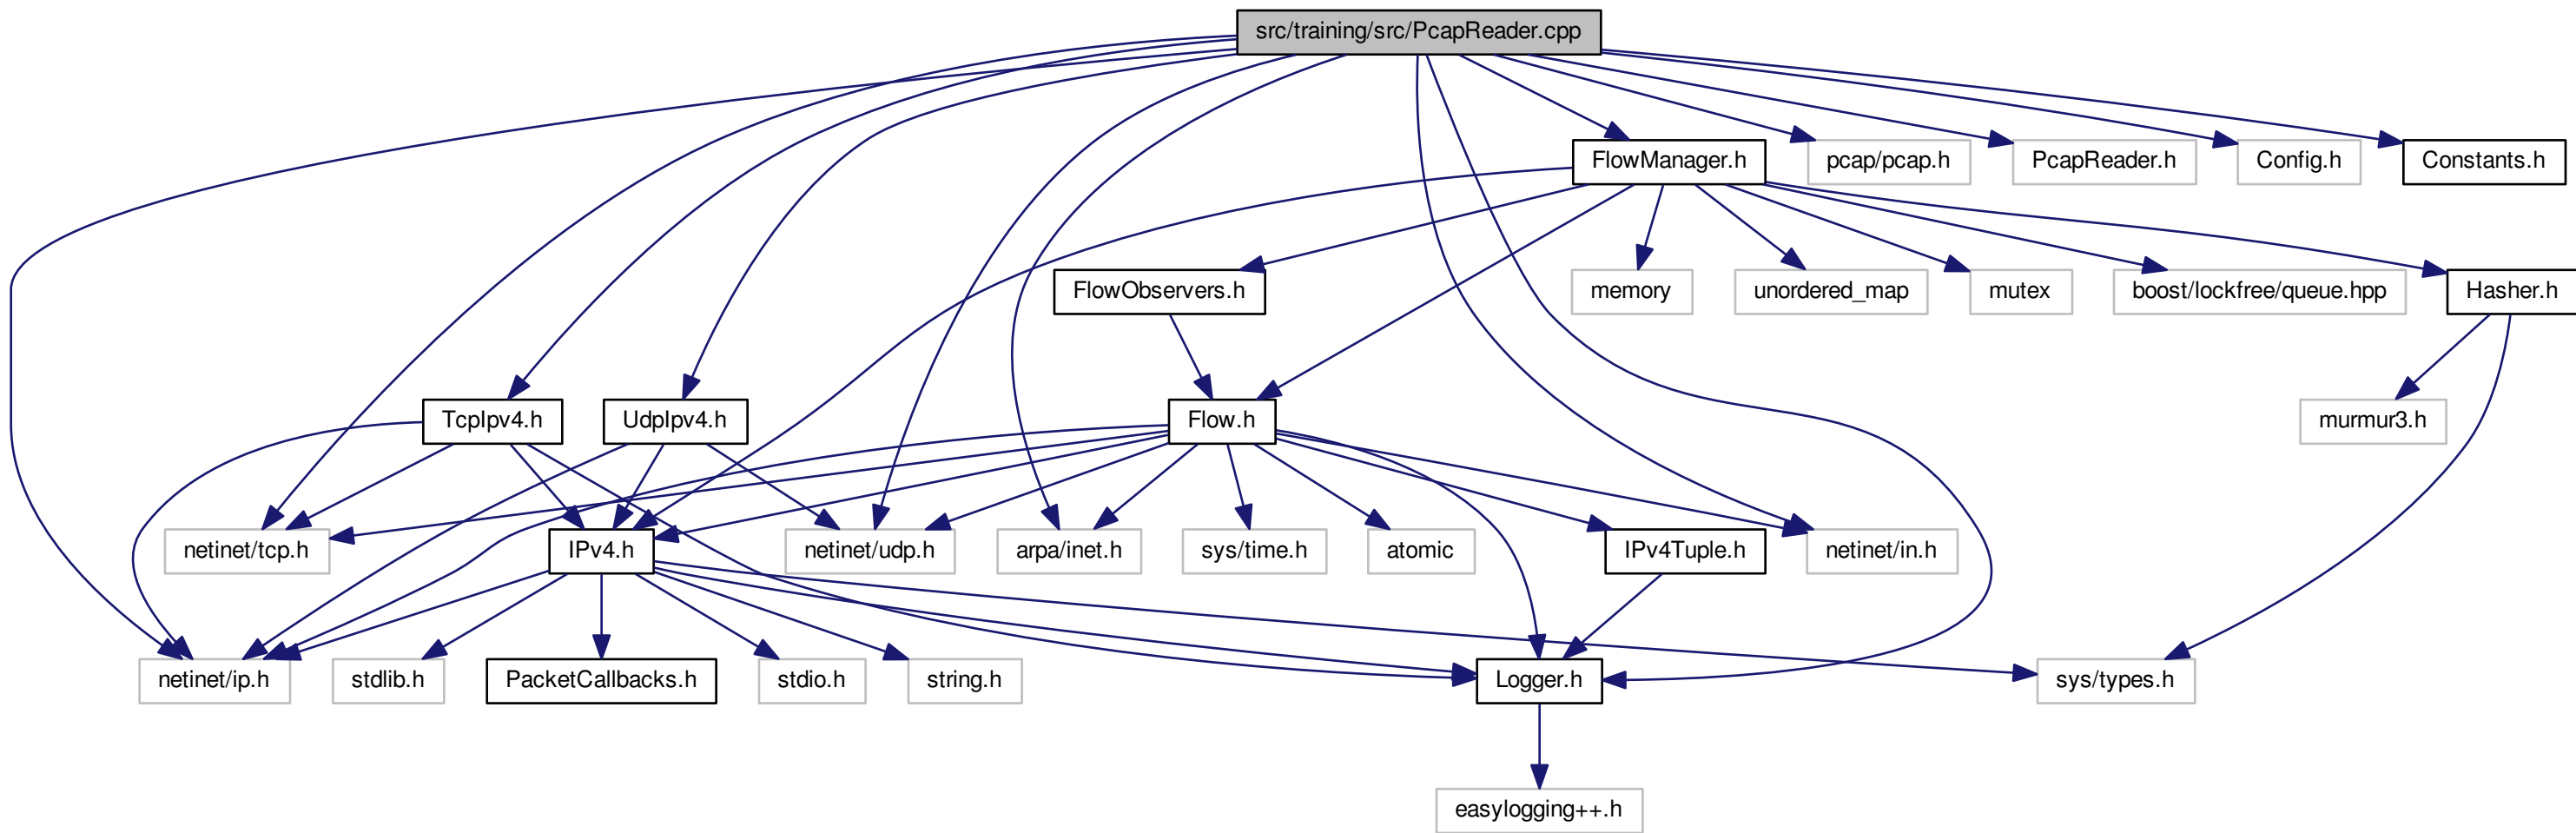 src/training/src/PcapReader.cpp
FlowManager.h
pcap/pcap.h
PcapReader.h
Config.h
Constants.h
FlowObservers.h
memory
unordered_map
mutex
boost/lockfree/queue.hpp
Hasher.h
TcpIpv4.h
UdpIpv4.h
Flow.h
murmur3.h
netinet/tcp.h
IPv4.h
netinet/udp.h
arpa/inet.h
sys/time.h
atomic
IPv4Tuple.h
netinet/in.h
netinet/ip.h
stdlib.h
PacketCallbacks.h
stdio.h
string.h
Logger.h
sys/types.h
easylogging++.h